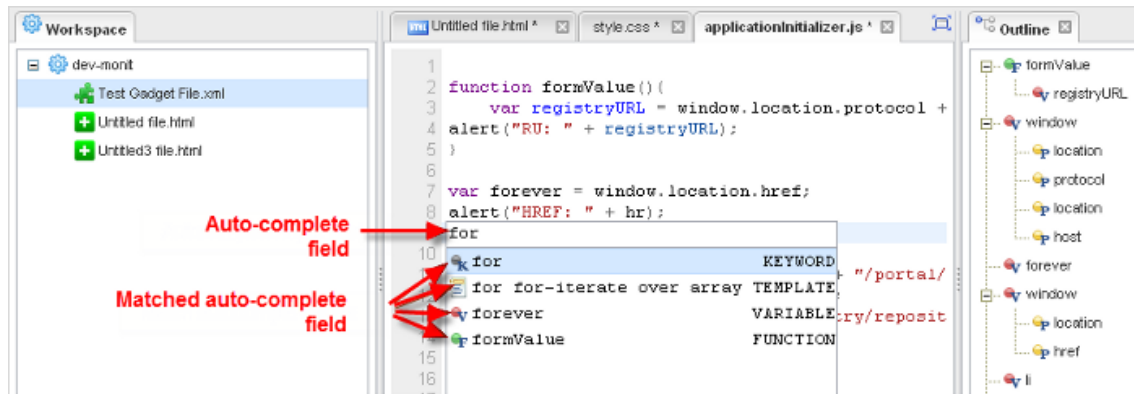 Workspace
dev-monit
Test Gadget File.xml
Untitled file.html
Untitled3 file.html
Auto-complete
field
Matched auto-complete
field
Untitled file.html *
style.css *
applicationInitializer.js *
1
2 function formValue(){
3 var registryURL = window.location.protocol +
4 alert("RU: " + registryURL);
5 }
6
7 var forever = window.location.href;
8 alert("HREF: " + hr);
for
10
for KEYWORD
+ "/portal/
for for-iterate over array TEMPLATE
forever VARIABLE
ry/reposit
formValue FUNCTION
15
16
Outline
formValue
registryURL
window
location
protocol
location
host
forever
window
location
href
li